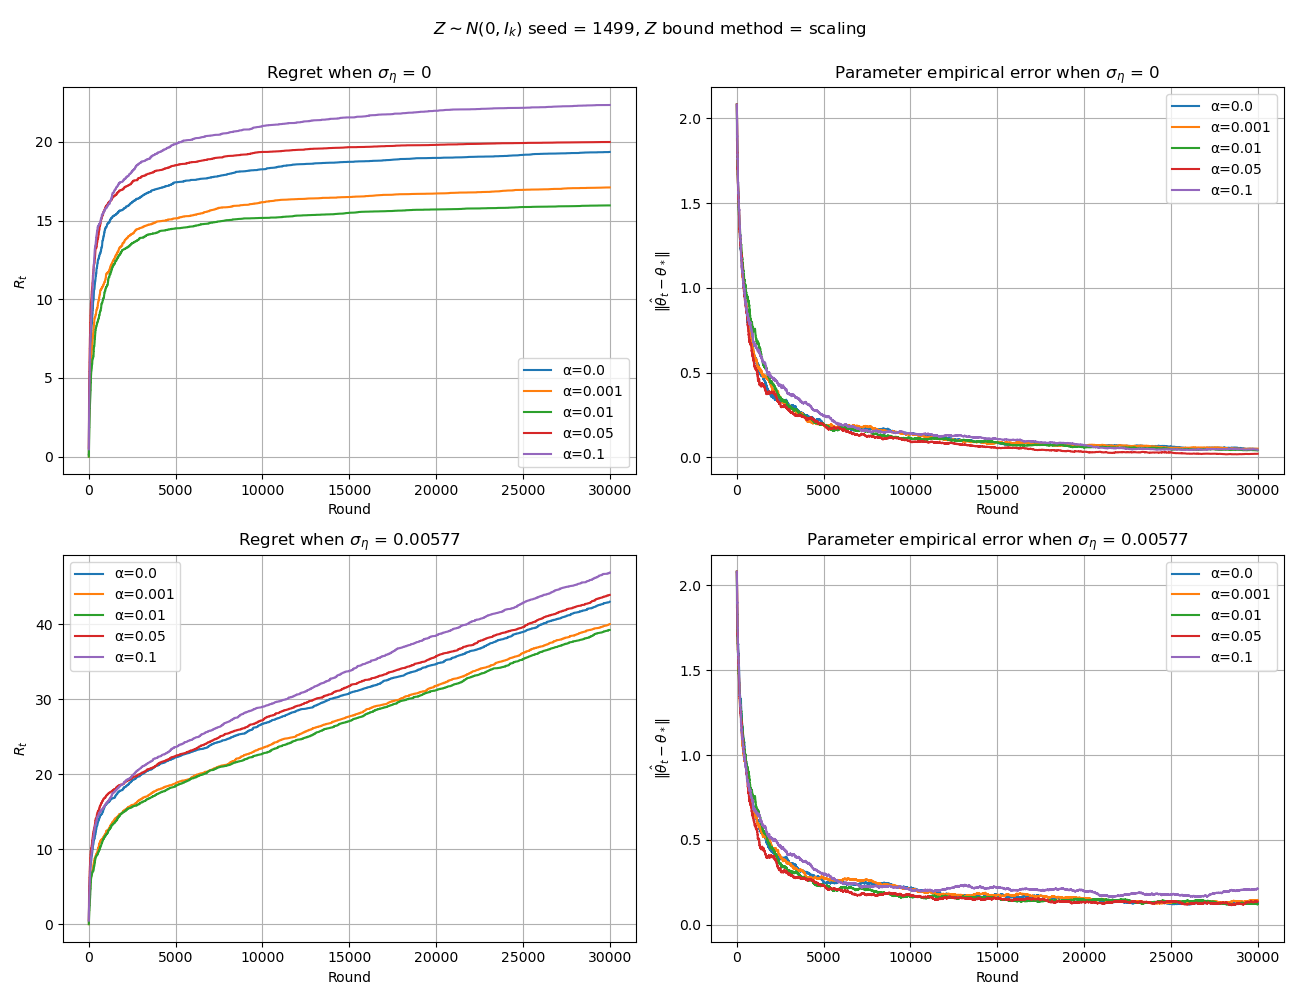 Z ∼ N(0, I_k) seed = 1499, Z bound method = scaling
Regret when σ_η = 0
R_t
20
15
10
5
0
0 5000 10000 15000 20000 25000 30000
Round
α=0.0
α=0.001
α=0.01
α=0.05
α=0.1
Parameter empirical error when σ_η = 0
‖θ̂_t − θ_*‖
2.0
1.5
1.0
0.5
0.0
0 5000 10000 15000 20000 25000 30000
Round
α=0.0
α=0.001
α=0.01
α=0.05
α=0.1
Regret when σ_η = 0.00577
R_t
40
30
20
10
0
0 5000 10000 15000 20000 25000 30000
Round
α=0.0
α=0.001
α=0.01
α=0.05
α=0.1
Parameter empirical error when σ_η = 0.00577
‖θ̂_t − θ_*‖
2.0
1.5
1.0
0.5
0.0
0 5000 10000 15000 20000 25000 30000
Round
α=0.0
α=0.001
α=0.01
α=0.05
α=0.1